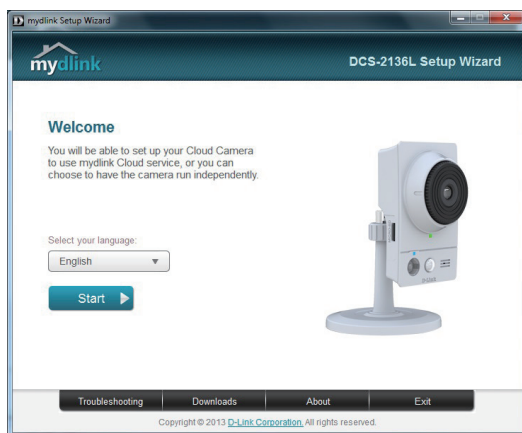 mydlink Setup Wizard
mydlink
DCS-2136L Setup Wizard
Welcome
You will be able to set up your Cloud Camera
to use mydlink Cloud service, or you can
choose to have the camera run independently.
Select your language:
English
Start
D-Link
Troubleshooting Downloads About Exit
Copyright © 2013 D-Link Corporation. All rights reserved.